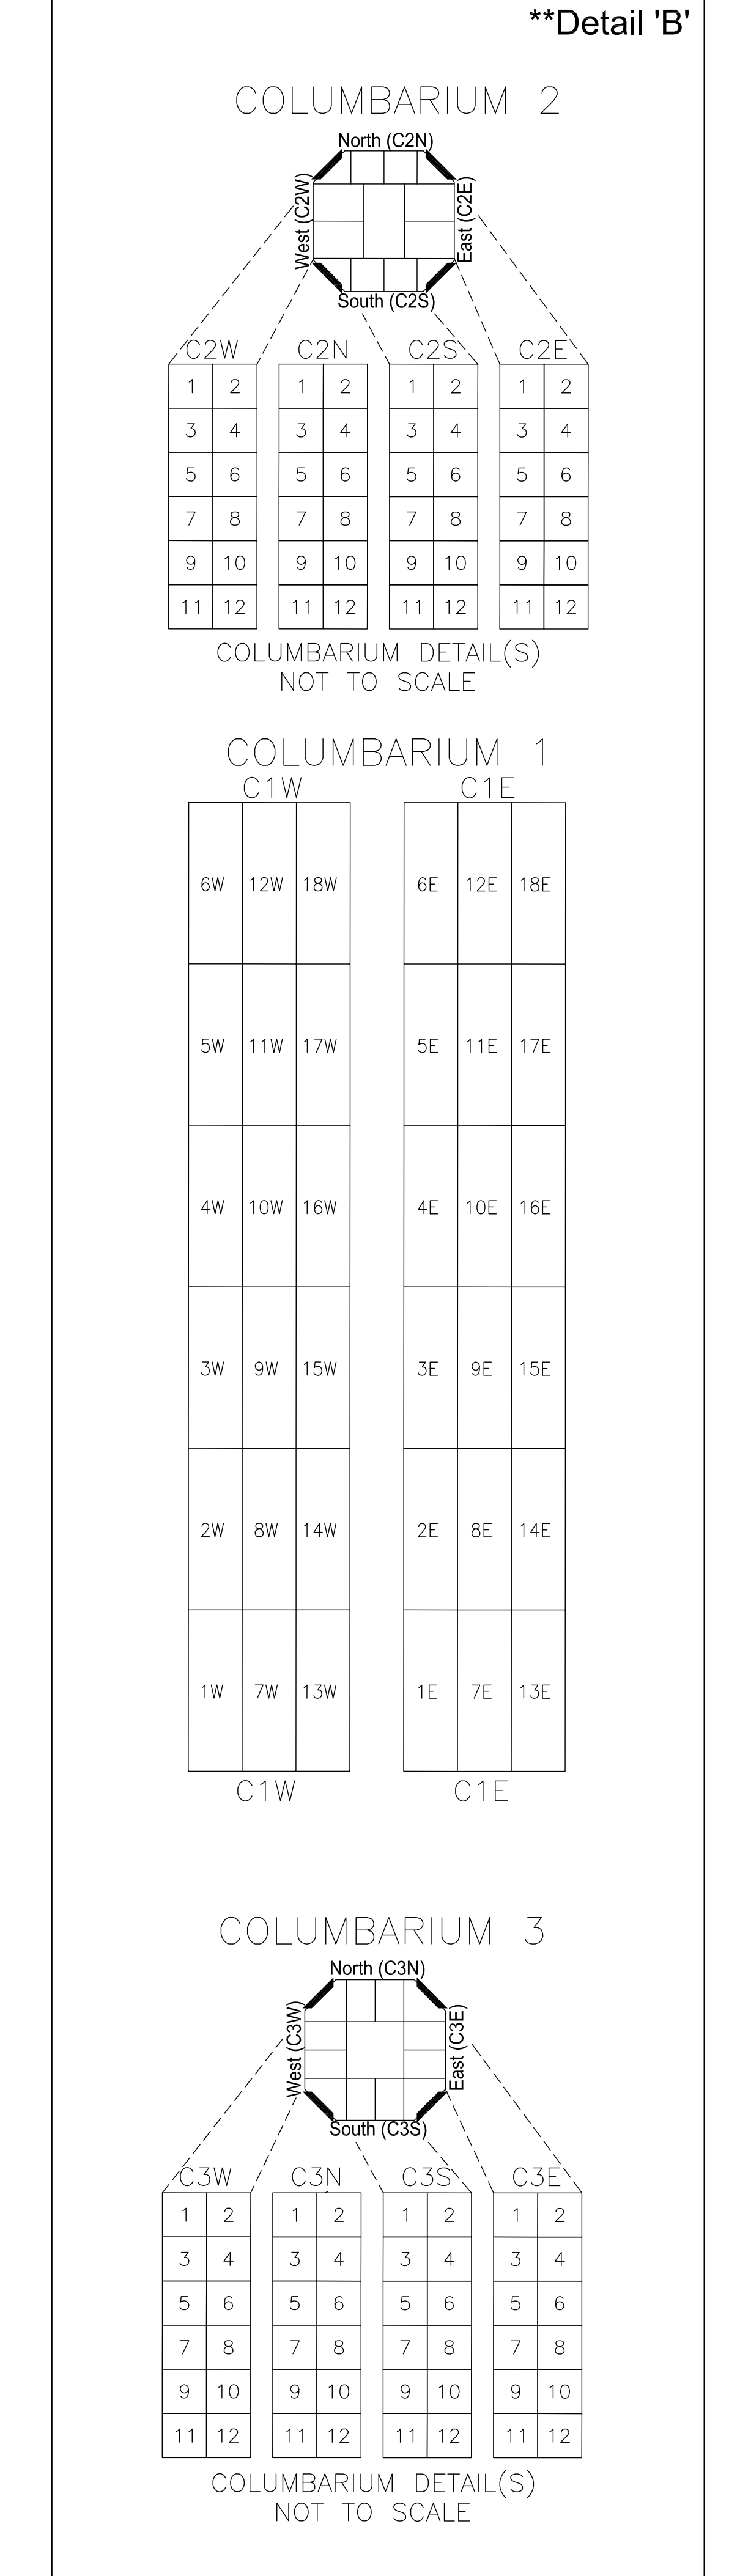 **Detail 'B'
COLUMBARIUM 2
North (C2N)
West (C2W)
East (C2E)
South (C2S)
C2W C2N C2S C2E
1 2 1 2 1 2 1 2
3 4 3 4 3 4 3 4
5 6 5 6 5 6 5 6
7 8 7 8 7 8 7 8
9 10 9 10 9 10 9 10
11 12 11 12 11 12 11 12
COLUMBARIUM DETAIL(S)
NOT TO SCALE
COLUMBARIUM 1
C1W C1E
6W 12W 18W 6E 12E 18E
5W 11W 17W 5E 11E 17E
4W 10W 16W 4E 10E 16E
3W 9W 15W 3E 9E 15E
2W 8W 14W 2E 8E 14E
1W 7W 13W 1E 7E 13E
C1W C1E
COLUMBARIUM 3
North (C3N)
West (C3W)
East (C3E)
South (C3S)
C3W C3N C3S C3E
1 2 1 2 1 2 1 2
3 4 3 4 3 4 3 4
5 6 5 6 5 6 5 6
7 8 7 8 7 8 7 8
9 10 9 10 9 10 9 10
11 12 11 12 11 12 11 12
COLUMBARIUM DETAIL(S)
NOT TO SCALE